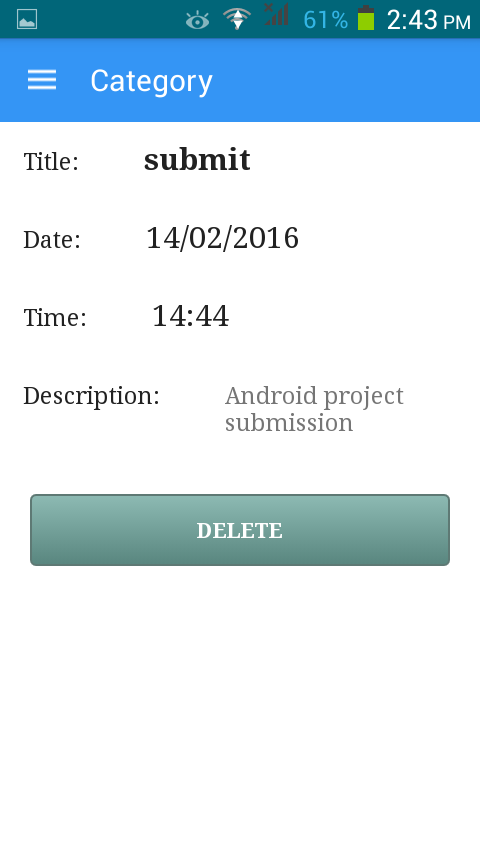 61% 2:43 PM
Category
Title: submit
Date: 14/02/2016
Time: 14:44
Description: Android project
submission
DELETE